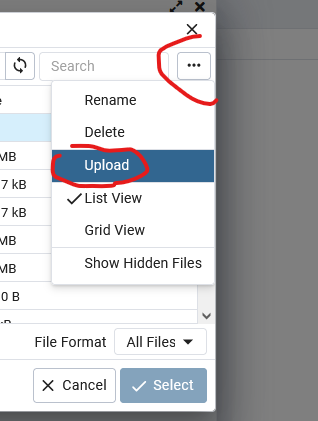 Search
...
Rename
Delete
Upload
List View
Grid View
Show Hidden Files
MB
7 kB
7 kB
MB
MB
0 B
File Format All Files
Cancel Select